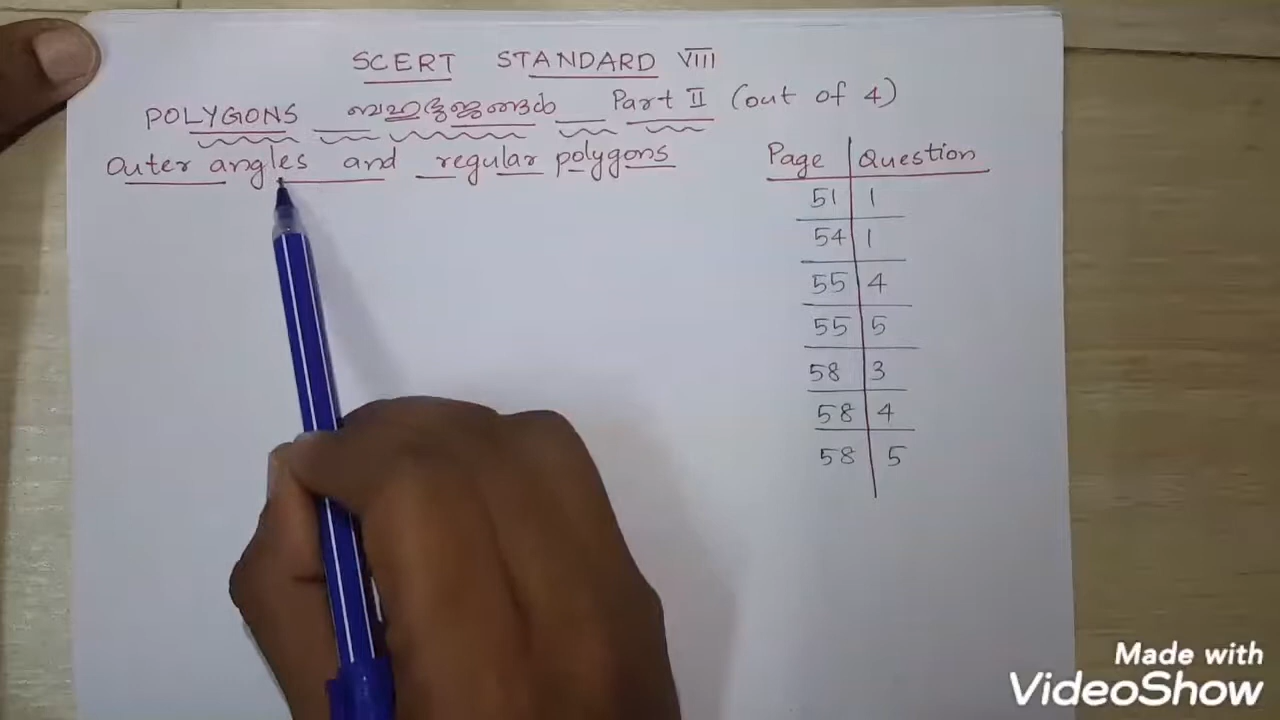 SCERT STANDARD VIII
POLYGONS ബഹുഭുജങ്ങൾ Part II (out of 4)
Outer angles and regular polygons
Page Question
51 1
54 1
55 4
55 5
58 3
58 4
58 5
Made with
VideoShow